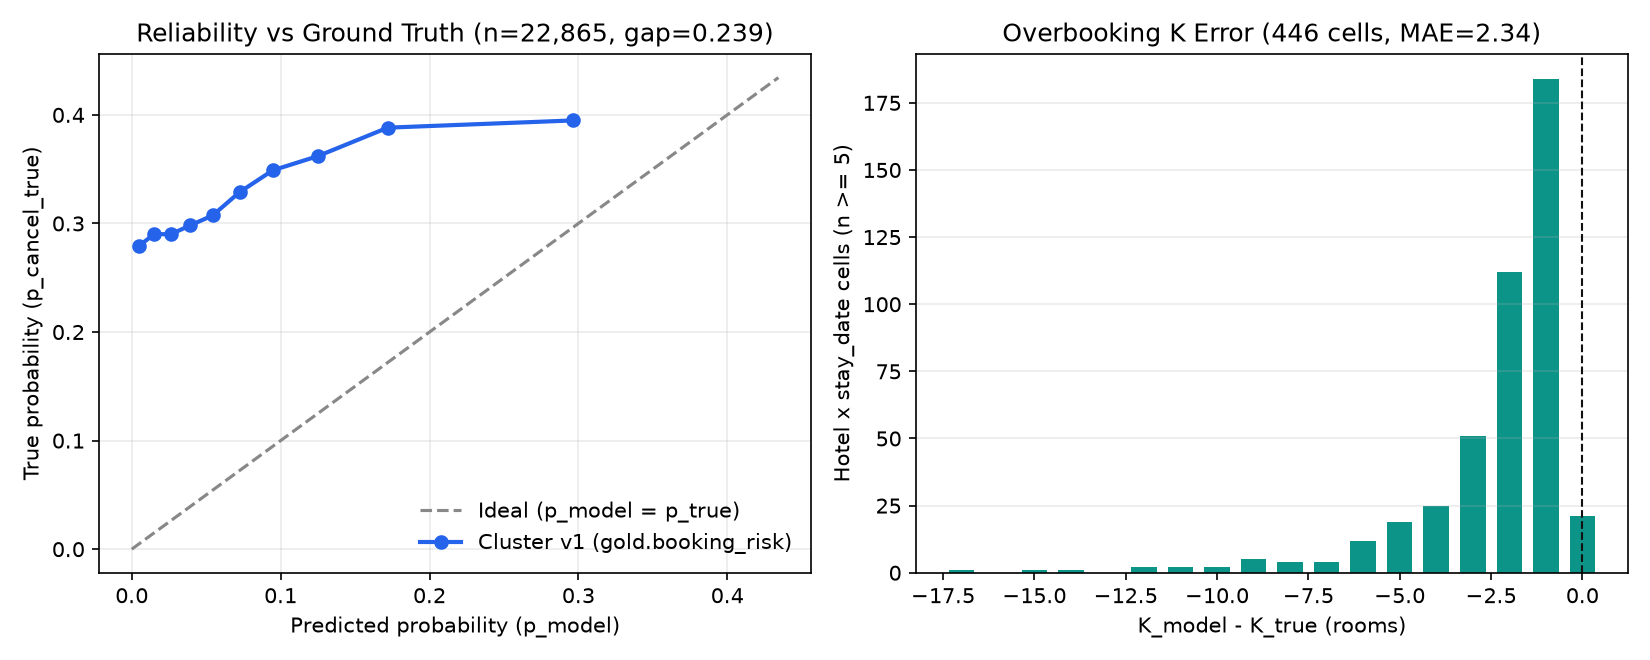 Reliability vs Ground Truth (n=22,865, gap=0.239)
True probability (p_cancel_true)
0.4
0.3
0.2
0.1
0.0
Ideal (p_model = p_true)
Cluster v1 (gold.booking_risk)
0.0 0.1 0.2 0.3 0.4
Predicted probability (p_model)
Overbooking K Error (446 cells, MAE=2.34)
Hotel x stay_date cells (n >= 5)
175
150
125
100
75
50
25
0
−17.5 −15.0 −12.5 −10.0 −7.5 −5.0 −2.5 0.0
K_model - K_true (rooms)